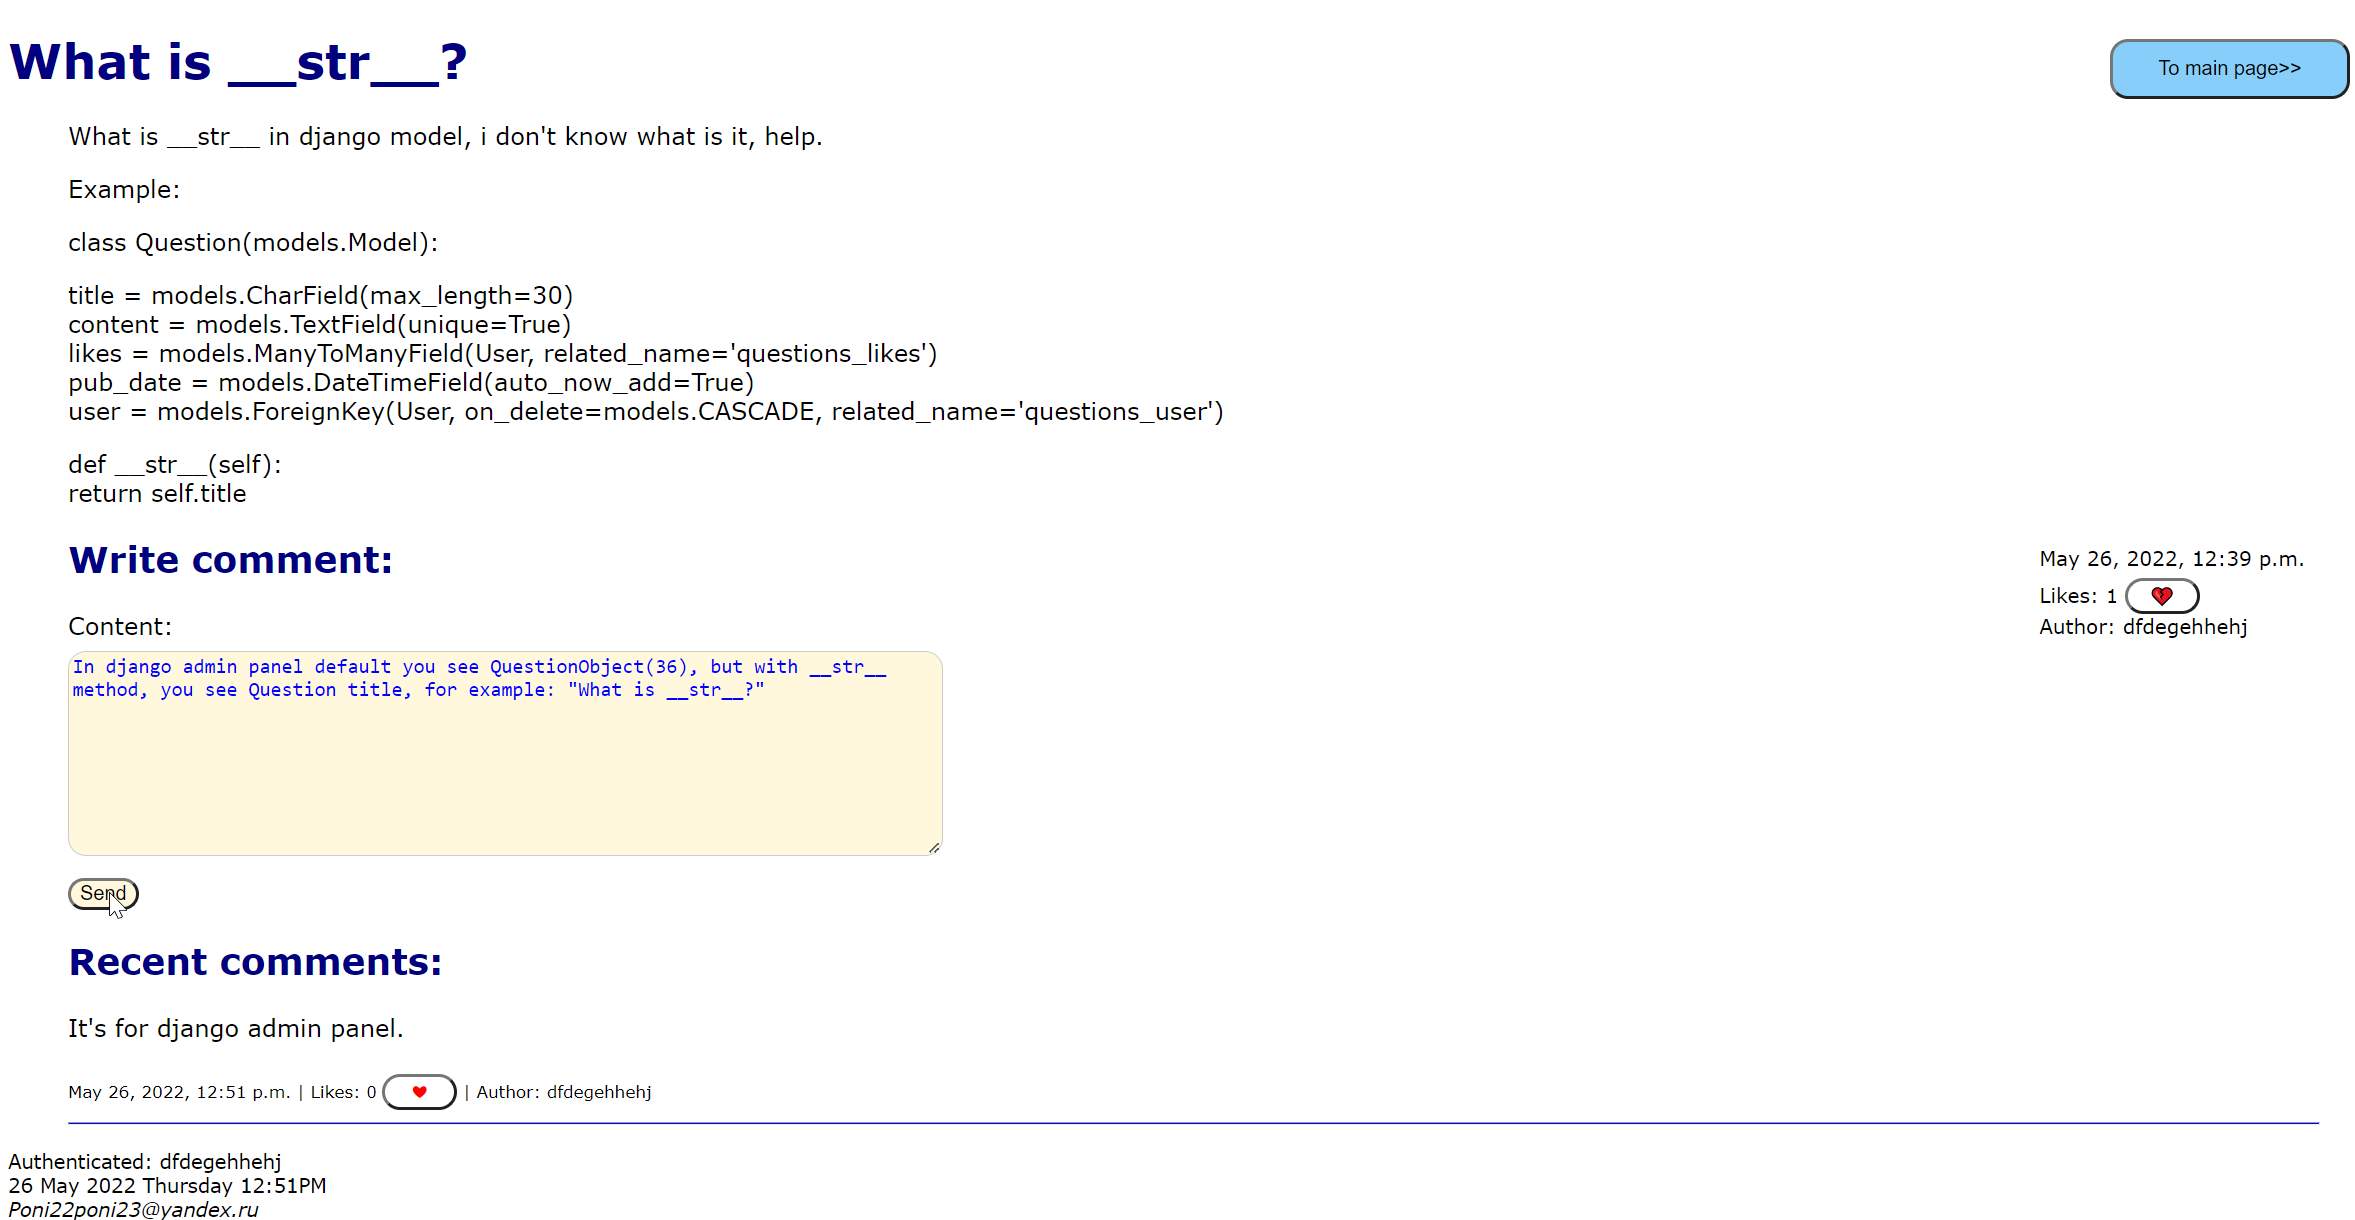 What is __str__?
To main page>>
What is __str__ in django model, i don't know what is it, help.
Example:
class Question(models.Model):
title = models.CharField(max_length=30)
content = models.TextField(unique=True)
likes = models.ManyToManyField(User, related_name='questions_likes')
pub_date = models.DateTimeField(auto_now_add=True)
user = models.ForeignKey(User, on_delete=models.CASCADE, related_name='questions_user')
def __str__(self):
return self.title
May 26, 2022, 12:39 p.m.
Likes: 1
Author: dfdegehhehj
Write comment:
Content:
In django admin panel default you see QuestionObject(36), but with __str__
method, you see Question title, for example: "What is __str__?"
Send
Recent comments:
It's for django admin panel.
May 26, 2022, 12:51 p.m. | Likes: 0 | Author: dfdegehhehj
Authenticated: dfdegehhehj
26 May 2022 Thursday 12:51PM
Poni22poni23@yandex.ru